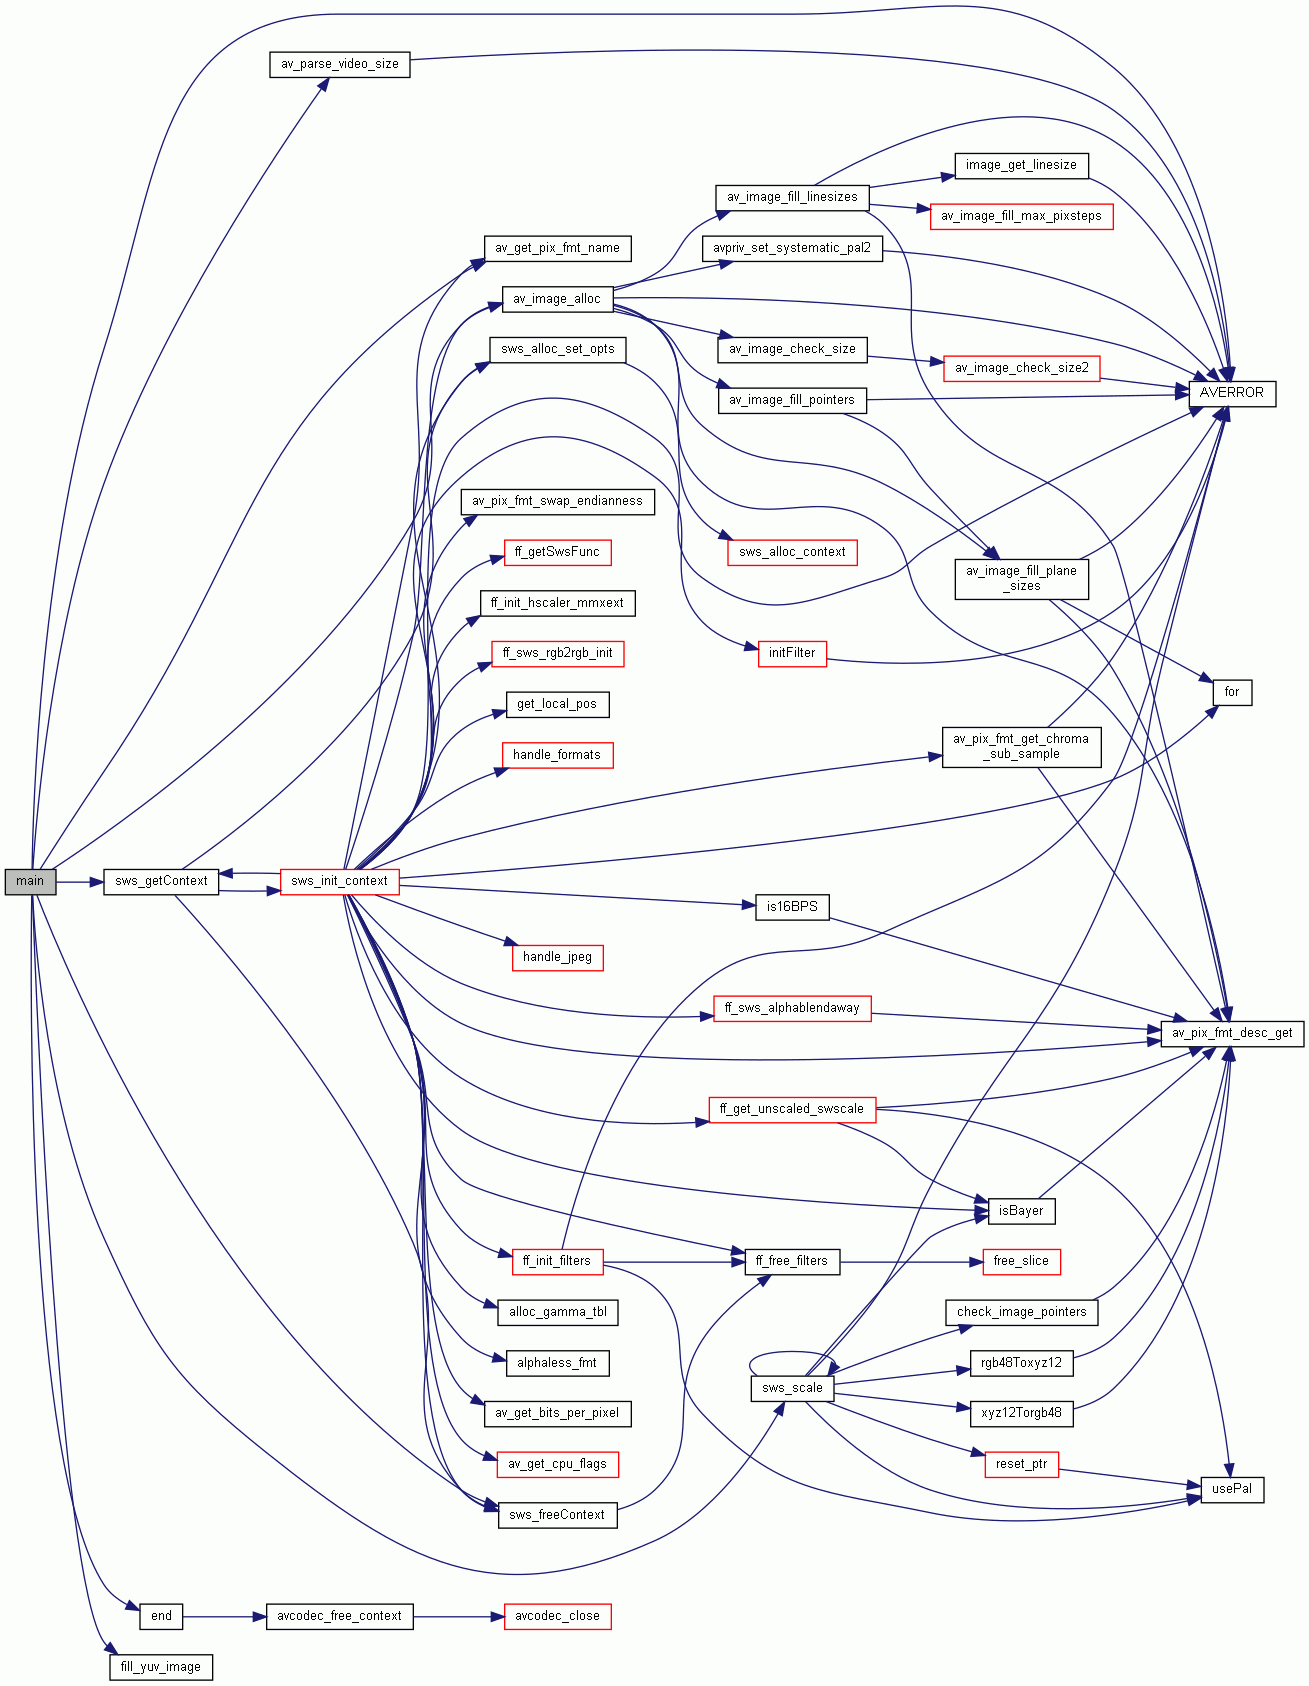 av_parse_video_size
image_get_linesize
av_image_fill_linesizes
av_image_fill_max_pixsteps
av_get_pix_fmt_name
avpriv_set_systematic_pal2
av_image_alloc
sws_alloc_set_opts
av_image_check_size
av_image_check_size2
AVERROR
av_image_fill_pointers
av_pix_fmt_swap_endianness
ff_getSwsFunc
sws_alloc_context
av_image_fill_plane
_sizes
ff_init_hscaler_mmxext
ff_sws_rgb2rgb_init
initFilter
for
get_local_pos
av_pix_fmt_get_chroma
_sub_sample
handle_formats
main
sws_getContext
sws_init_context
is16BPS
handle_jpeg
ff_sws_alphablendaway
av_pix_fmt_desc_get
ff_get_unscaled_swscale
isBayer
ff_init_filters
ff_free_filters
free_slice
alloc_gamma_tbl
check_image_pointers
alphaless_fmt
rgb48Toxyz12
sws_scale
av_get_bits_per_pixel
xyz12Torgb48
av_get_cpu_flags
reset_ptr
usePal
sws_freeContext
end
avcodec_free_context
avcodec_close
fill_yuv_image